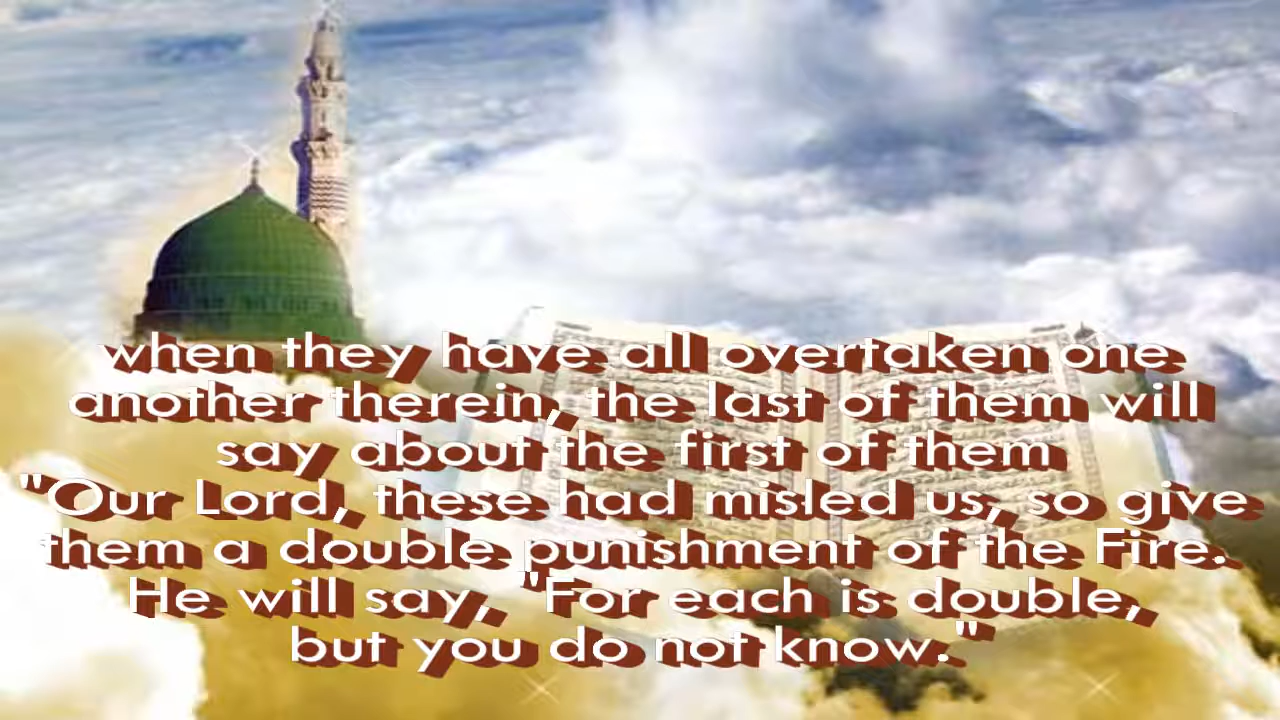 when they have all overtaken one
another therein, the last of them will
say about the first of them
"Our Lord, these had misled us, so give
them a double punishment of the Fire.
He will say, "For each is double,
but you do not know."